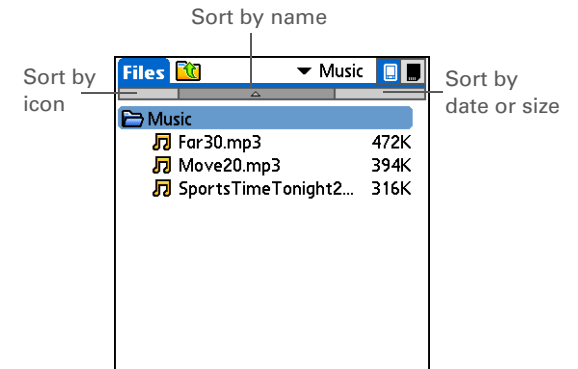 Sort by name
Sort by
icon
Files
Music
Sort by
date or size
Music
Far30.mp3 472K
Move20.mp3 394K
SportsTimeTonight2... 316K